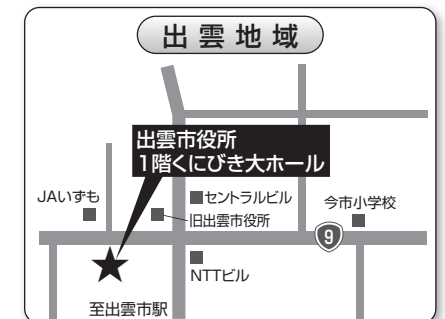 出雲地域
出雲市役所
1階くにびき大ホール
JAいずも
セントラルビル
旧出雲市役所
今市小学校
9
NTTビル
至出雲市駅